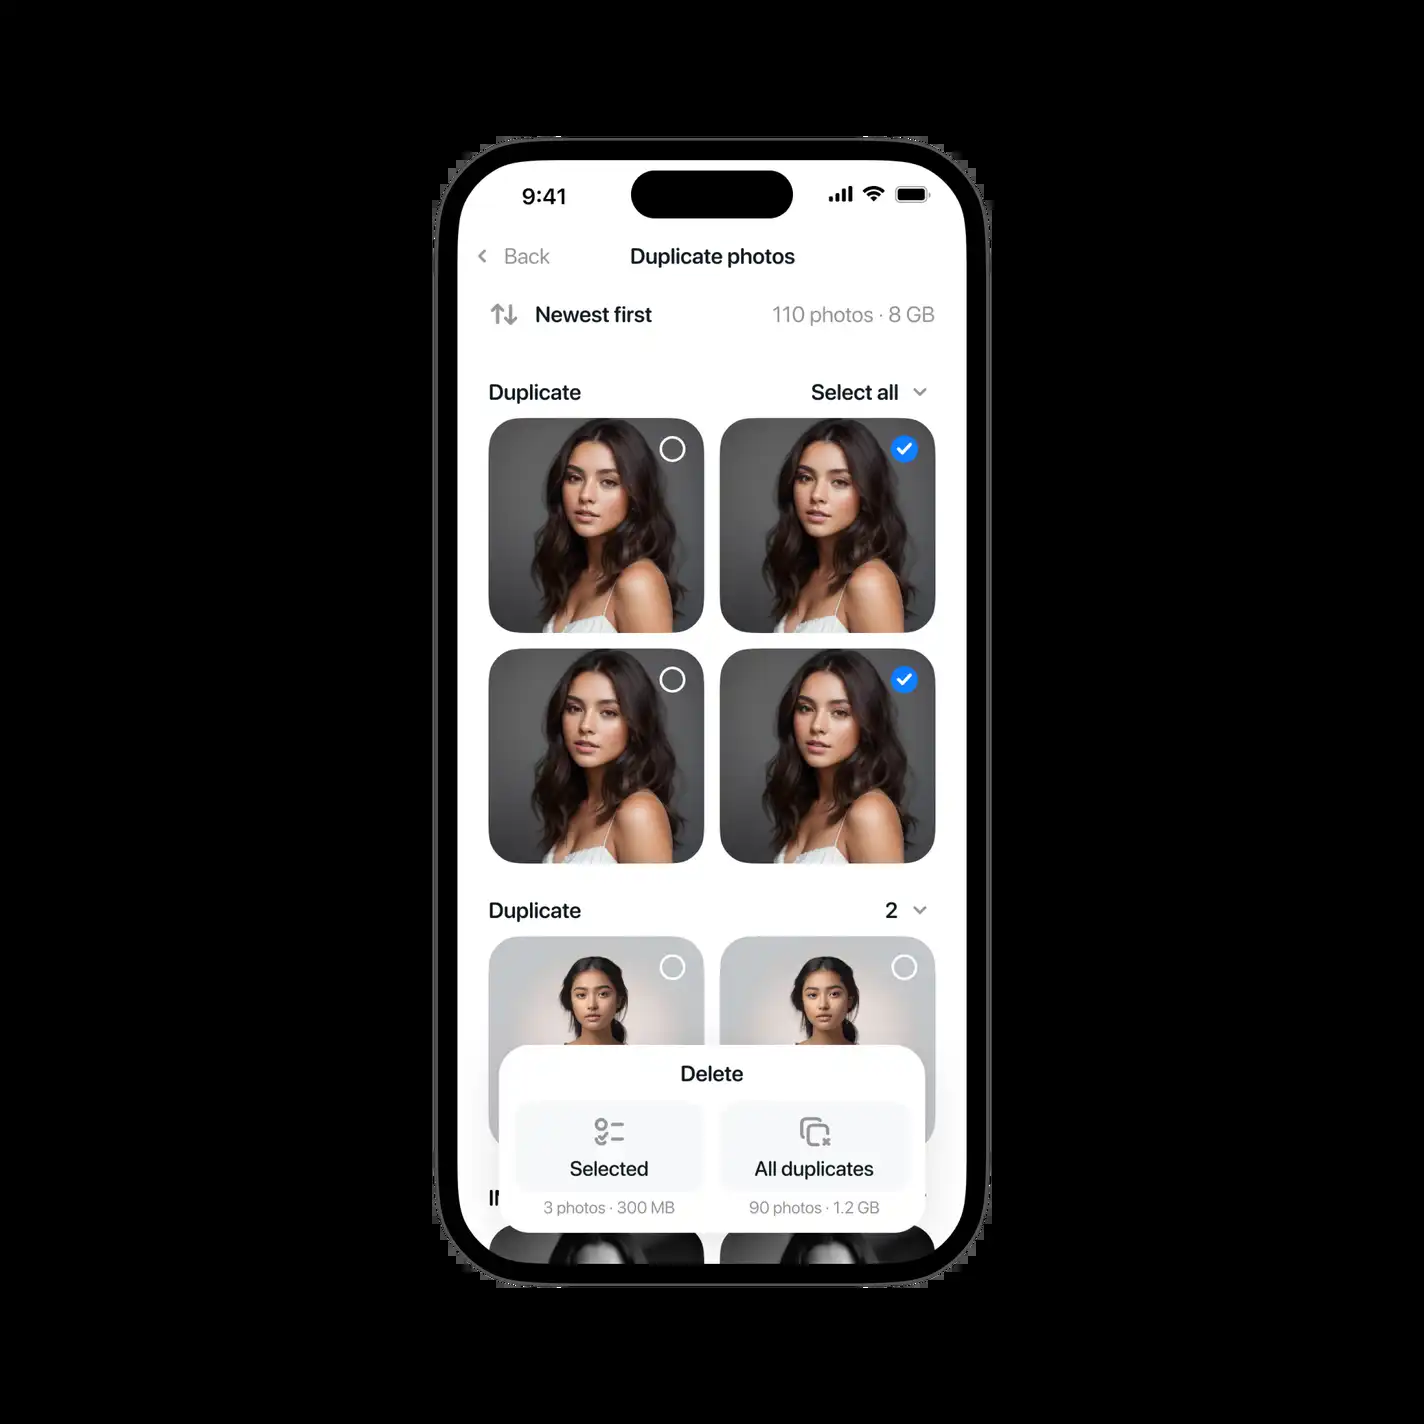 9:41
Back
Duplicate photos
Newest first
110 photos · 8 GB
Duplicate
Select all
Duplicate
2
Delete
Selected
All duplicates
3 photos · 300 MB
90 photos · 1.2 GB